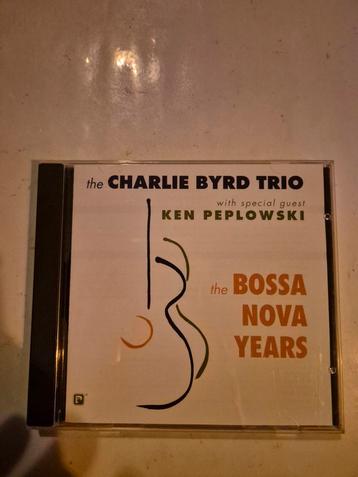 the CHARLIE BYRD TRIO
with special guest
KEN PEPLOWSKI
the BOSSA
NOVA
YEARS